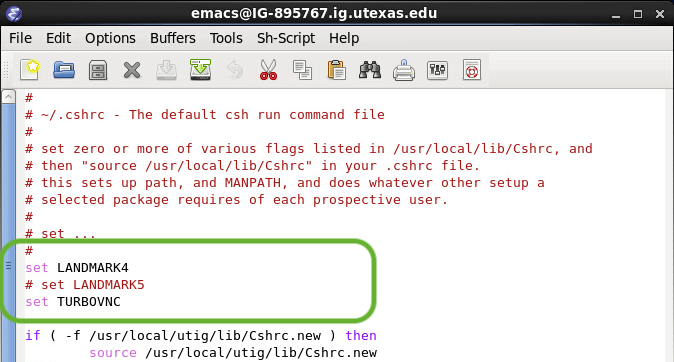 emacs@IG-895767.ig.utexas.edu
File Edit Options Buffers Tools Sh-Script Help
#
# ~/.cshrc - The default csh run command file
#
# set zero or more of various flags listed in /usr/local/lib/Cshrc, and
# then "source /usr/local/lib/Cshrc" in your .cshrc file.
# this sets up path, and MANPATH, and does whatever other setup a
# selected package requires of each prospective user.
#
# set ...
#
set LANDMARK4
# set LANDMARK5
set TURBOVNC
if ( -f /usr/local/utig/lib/Cshrc.new ) then
source /usr/local/utig/lib/Cshrc.new